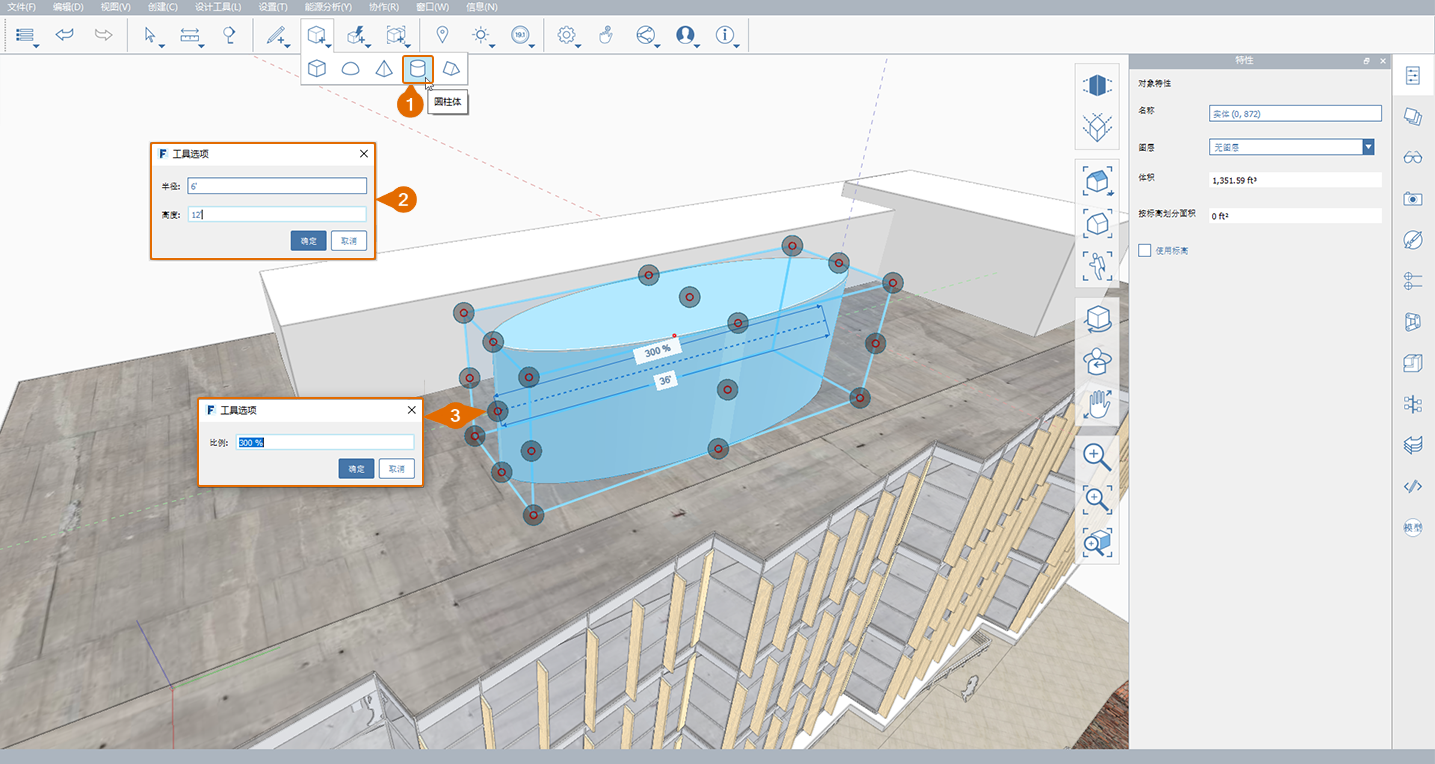 文件(F) 编辑(D) 视图(V) 创建(C) 设计工具(L) 设置(T) 能源分析(Y) 协作(R) 窗口(W) 信息(N)
19.1
圆柱体
1
F 工具选项
半径: 6'
高度: 12'
确定 取消
2
F 工具选项
比例: 300 %
确定 取消
3
300 %
36'
特性
对象特性
名称 实体 (0, 872)
图层 无图层
体积 1,351.59 ft³
按标高划分面积 0 ft²
使用标高
模型